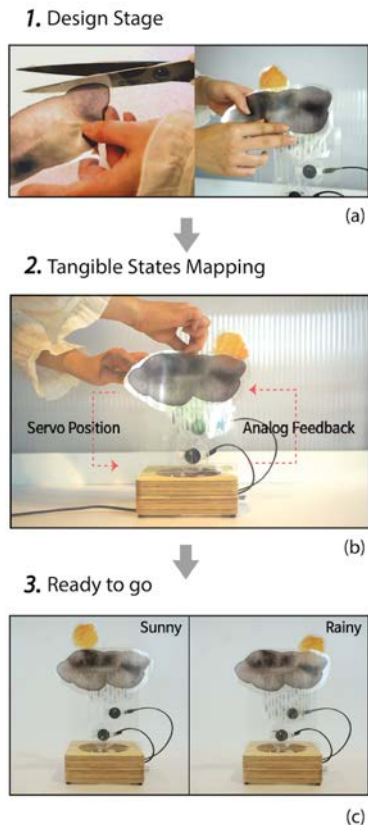 1. Design Stage
(a)
2. Tangible States Mapping
Servo Position
Analog Feedback
(b)
3. Ready to go
Sunny
Rainy
(c)